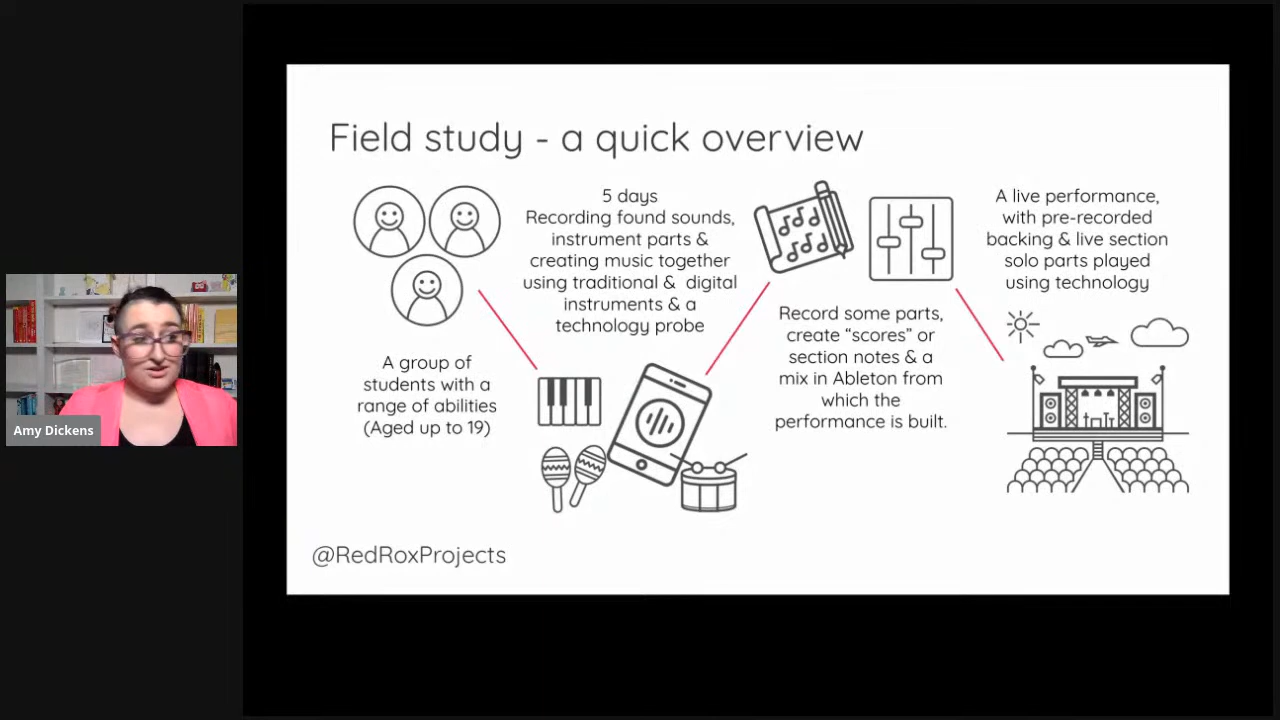 Field study - a quick overview
A group of
students with a
range of abilities
(Aged up to 19)
5 days
Recording found sounds,
instrument parts &
creating music together
using traditional & digital
instruments & a
technology probe
Record some parts,
create “scores” or
section notes & a
mix in Ableton from
which the
performance is built.
A live performance,
with pre-recorded
backing & live section
solo parts played
using technology
@RedRoxProjects
Amy Dickens